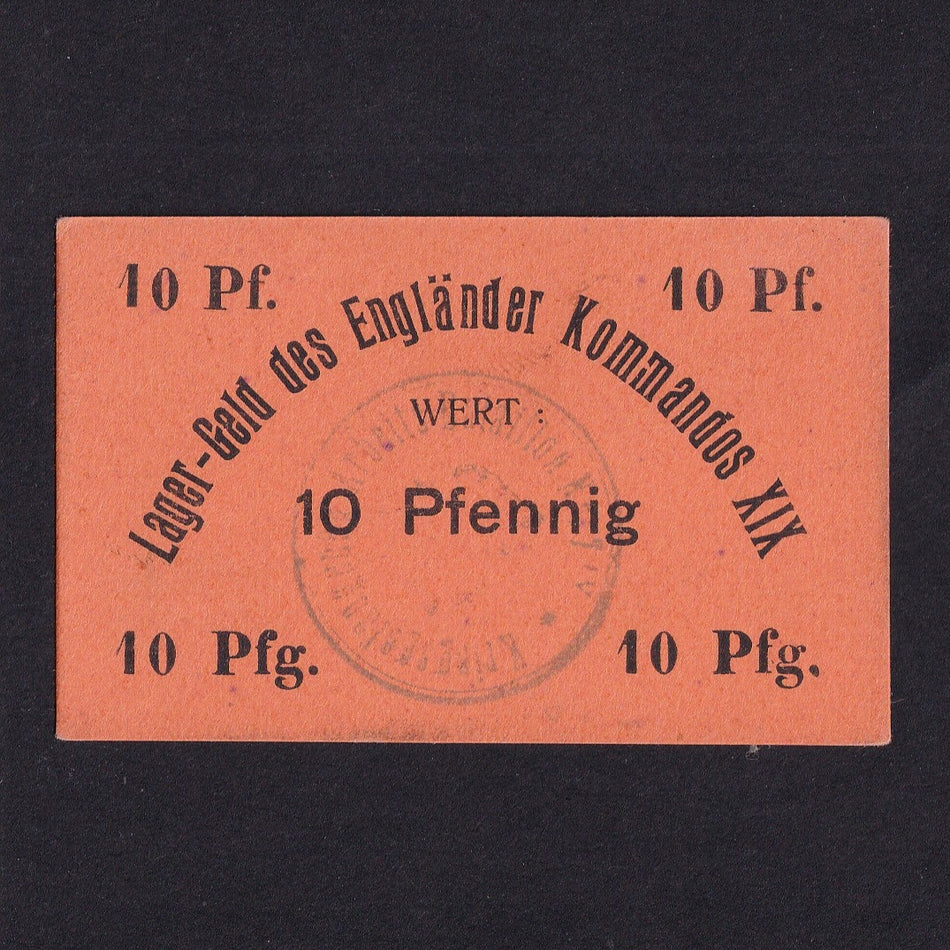 10 Pf. 10 Pf.
Lager-Geld des Engländer Kommandos XIX
WERT :
10 Pfennig
10 Pfg. 10 Pfg.